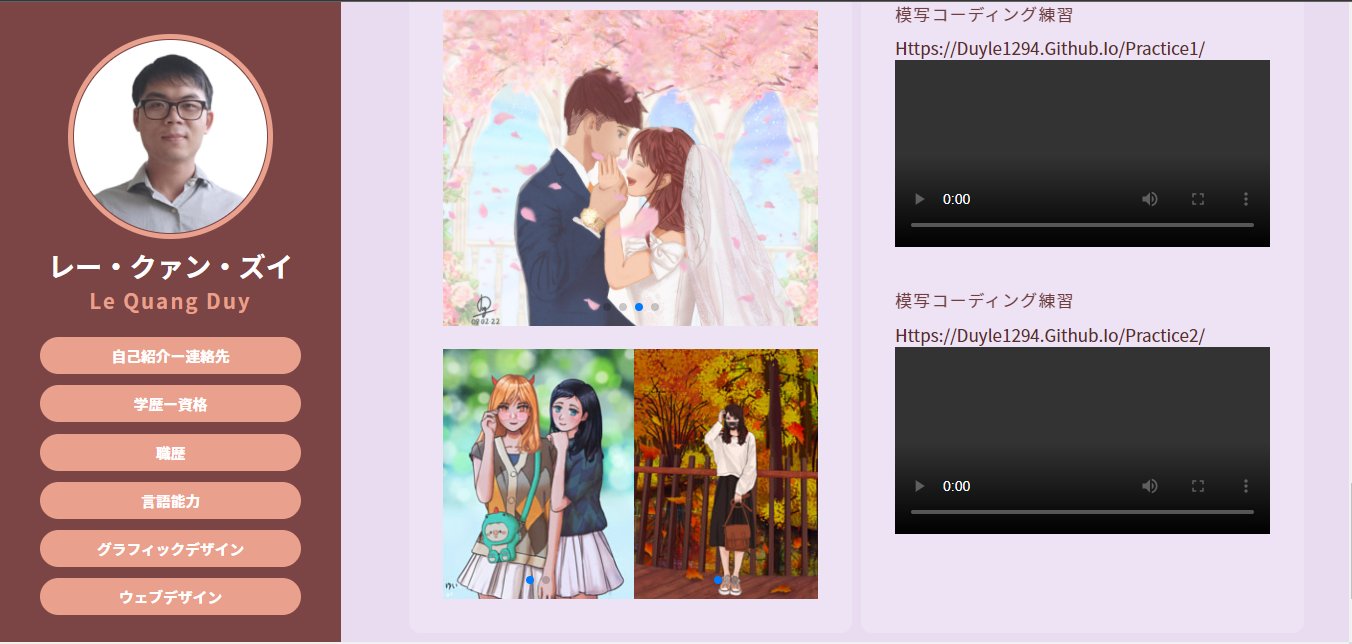 レー・クァン・ズイ
Le Quang Duy
自己紹介ー連絡先
学歴ー資格
職歴
言語能力
グラフィックデザイン
ウェブデザイン
模写コーディング練習
Https://Duyle1294.Github.Io/Practice1/
0:00
模写コーディング練習
Https://Duyle1294.Github.Io/Practice2/
0:00